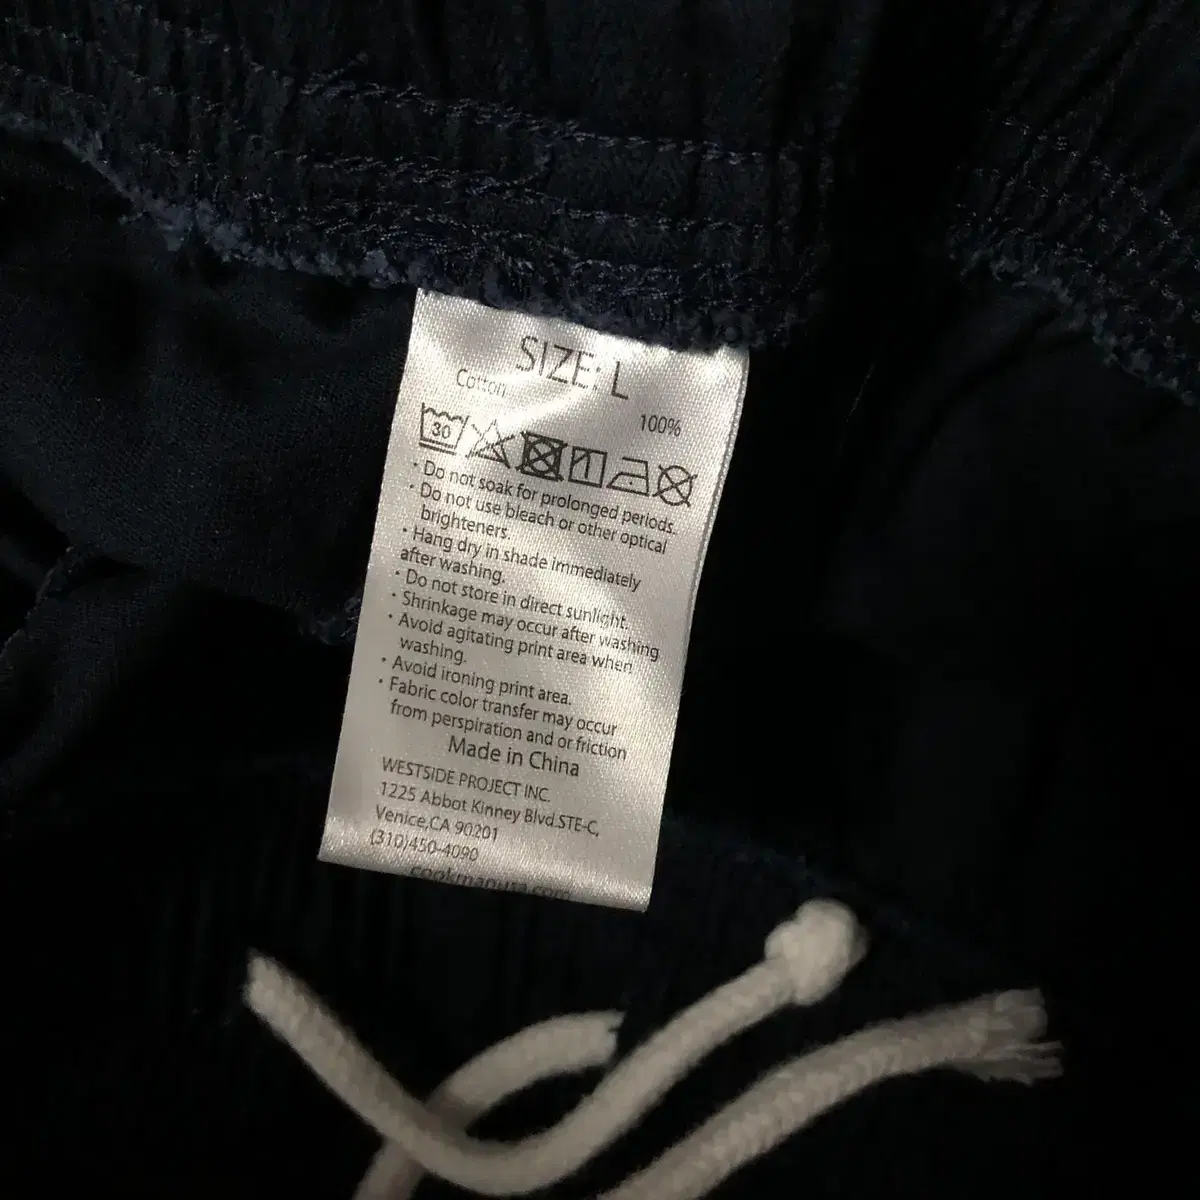 SIZE: L
Cotton 100%
30
· Do not soak for prolonged periods.
· Do not use bleach or other optical
brighteners.
· Hang dry in shade immediately
after washing.
· Do not store in direct sunlight.
· Shrinkage may occur after washing
· Avoid agitating print area when
washing.
· Avoid ironing print area.
· Fabric color transfer may occur
from perspiration and or friction
Made in China
WESTSIDE PROJECT INC.
1225 Abbot Kinney Blvd.STE-C,
Venice,CA 90201
(310)450-4090
cookmanusa.com